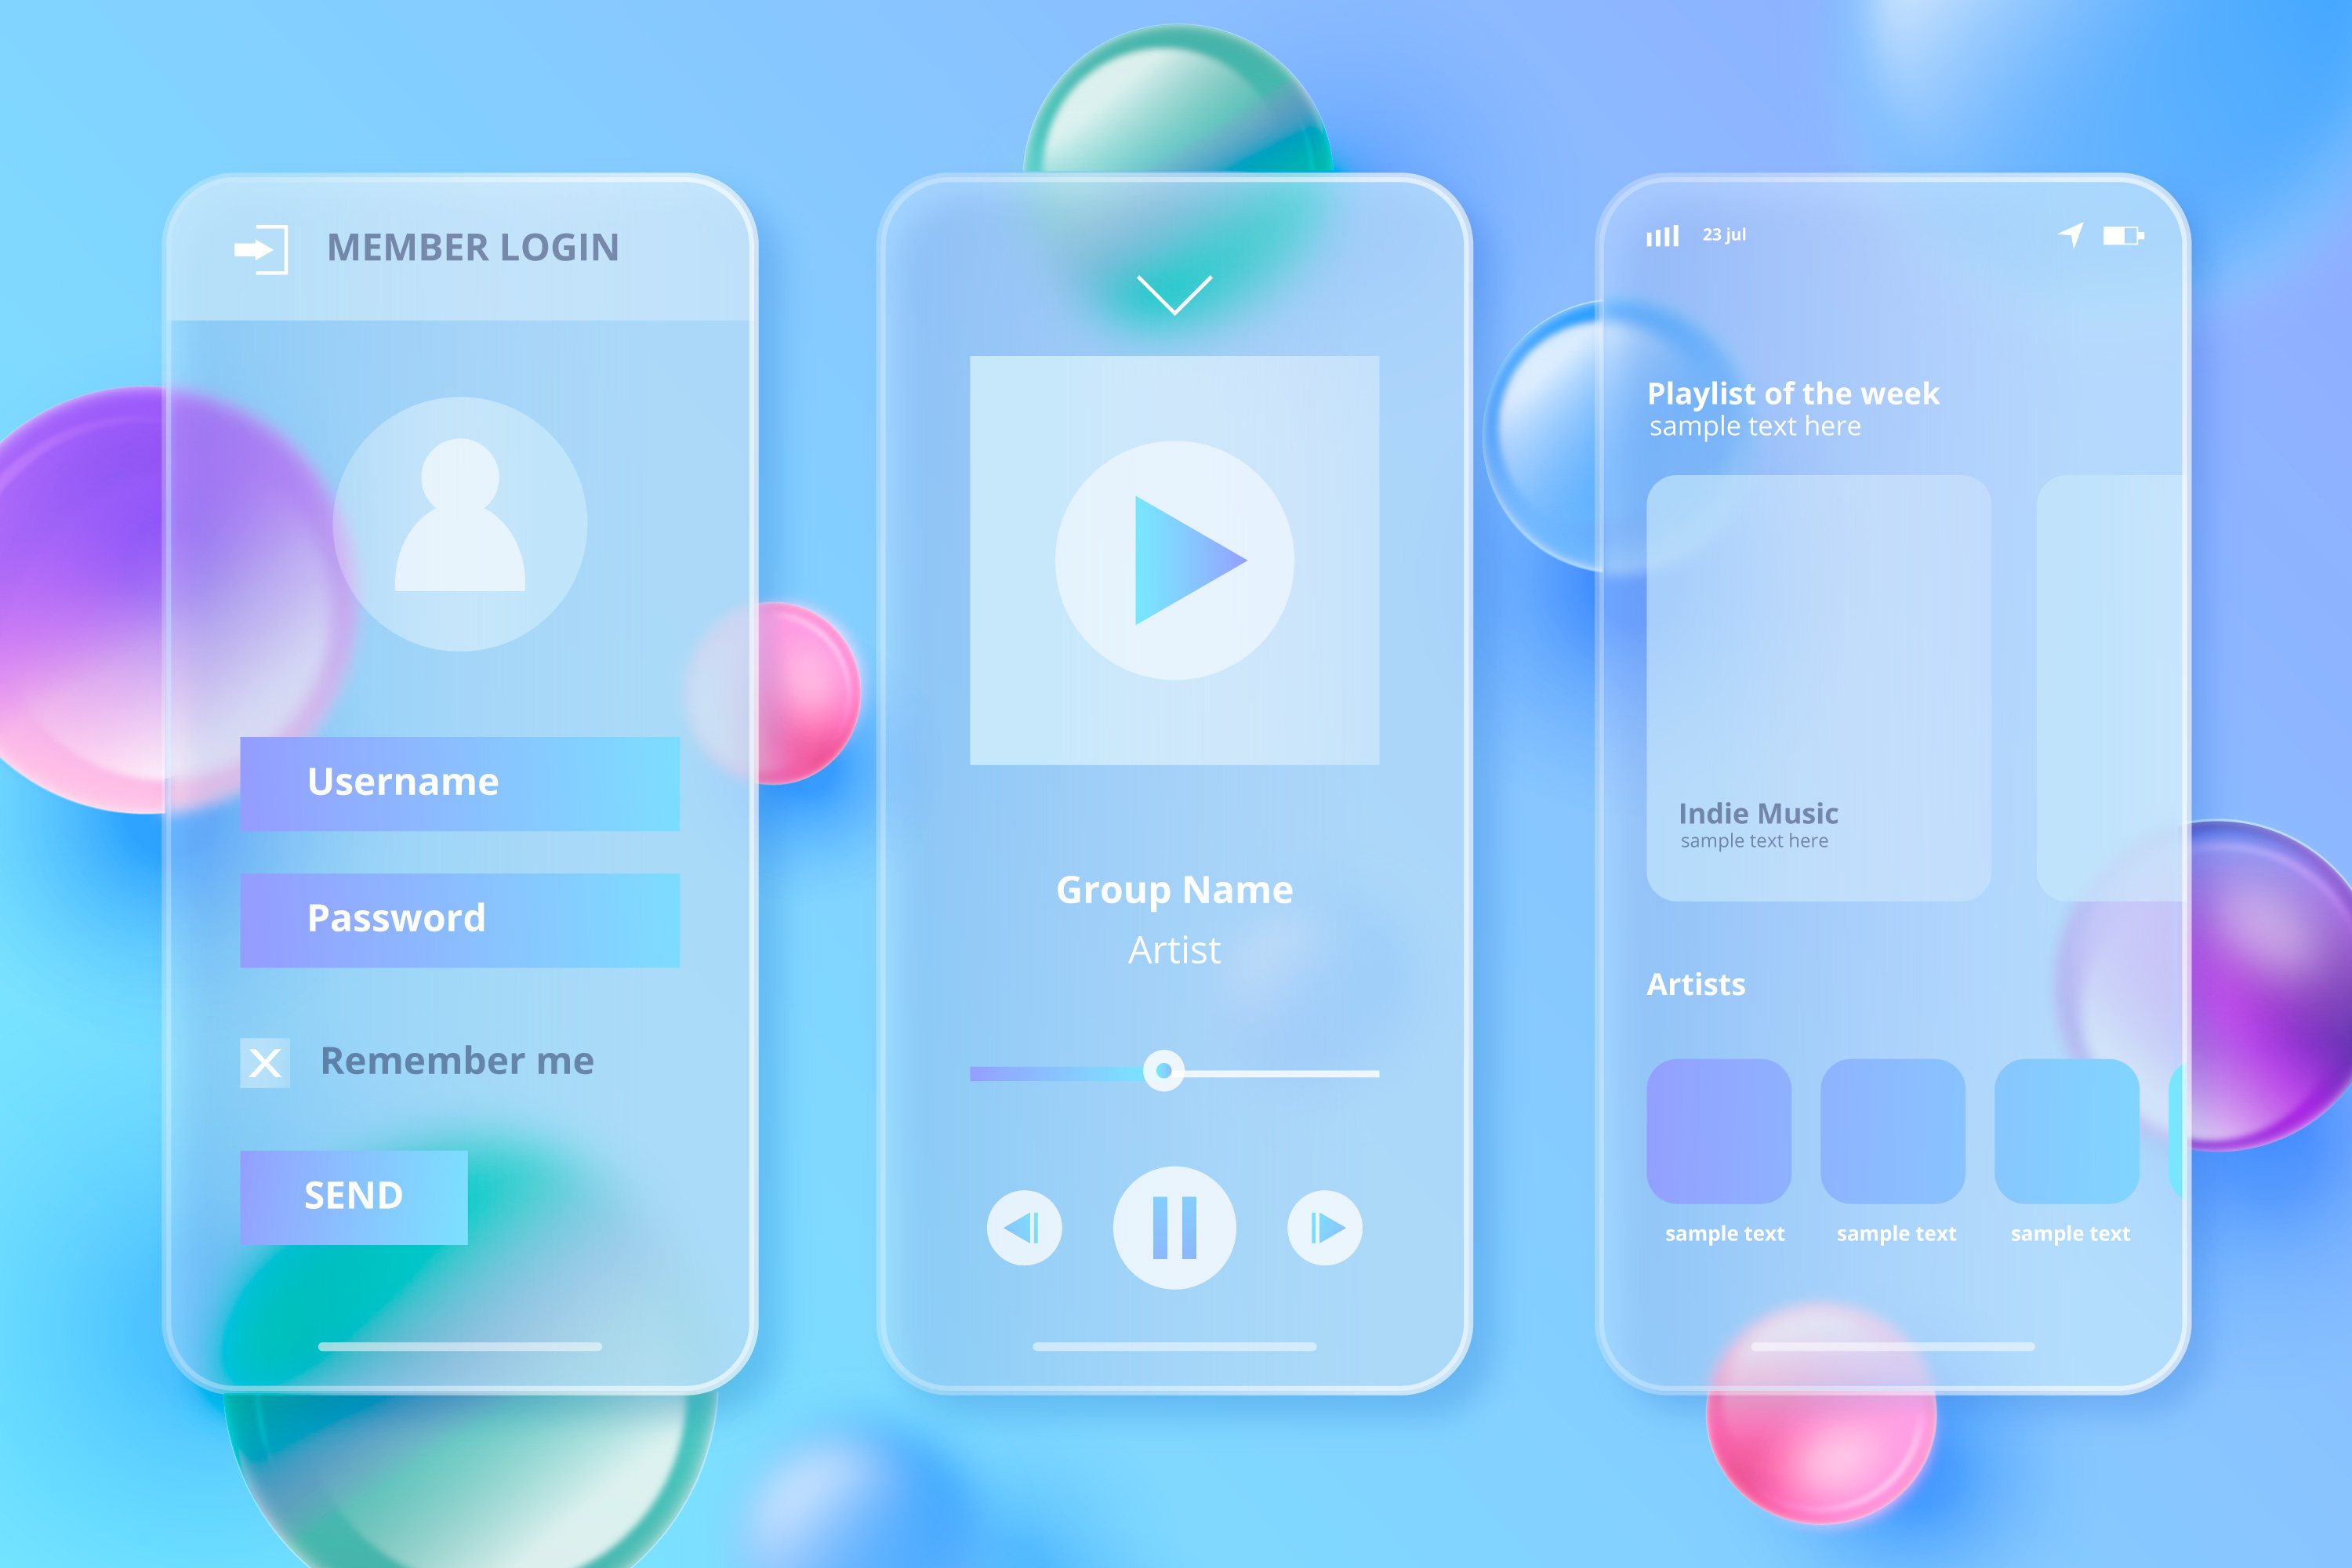 MEMBER LOGIN
Username
Password
Remember me
SEND
Group Name
Artist
23 jul
Playlist of the week
sample text here
Indie Music
sample text here
Artists
sample text
sample text
sample text